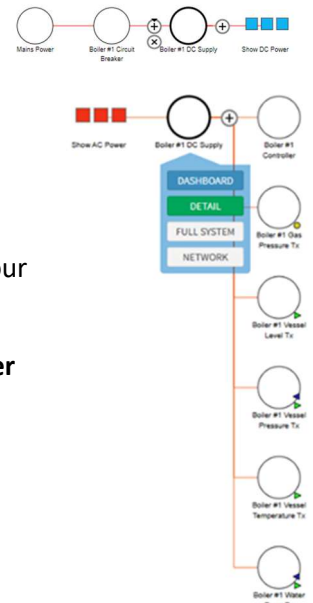 Mains Power
Boiler #1 Circuit
Breaker
Boiler #1 DC Supply
Show DC Power
Show AC Power
Boiler #1 DC Supply
Boiler #1
Controller
DASHBOARD
DETAIL
FULL SYSTEM
NETWORK
Boiler #1 Gas
Pressure Tx
our
er
Boiler #1 Vessel
Level Tx
Boiler #1 Vessel
Pressure Tx
Boiler #1 Vessel
Temperature Tx
Boiler #1 Water